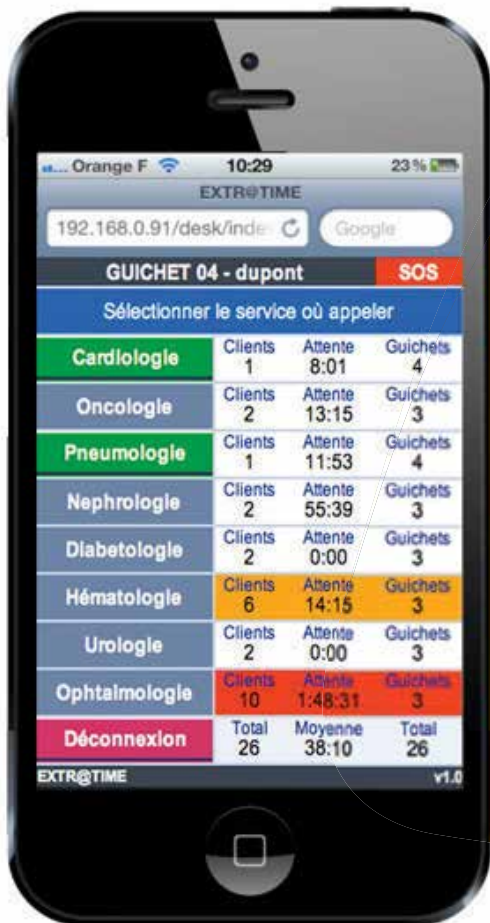 Orange F 10:29 23 %
EXTR@TIME
192.168.0.91/desk/inde Google
GUICHET 04 - dupont SOS
Sélectionner le service où appeler
Cardiologie Clients Attente Guichets
1 8:01 4
Oncologie Clients Attente Guichets
2 13:15 3
Pneumologie Clients Attente Guichets
1 11:53 4
Nephrologie Clients Attente Guichets
2 55:39 3
Diabetologie Clients Attente Guichets
2 0:00 3
Hématologie Clients Attente Guichets
6 14:15 3
Urologie Clients Attente Guichets
2 0:00 3
Ophtalmologie Clients Attente Guichets
10 1:48:31 3
Déconnexion Total Moyenne Total
26 38:10 26
EXTR@TIME v1.0